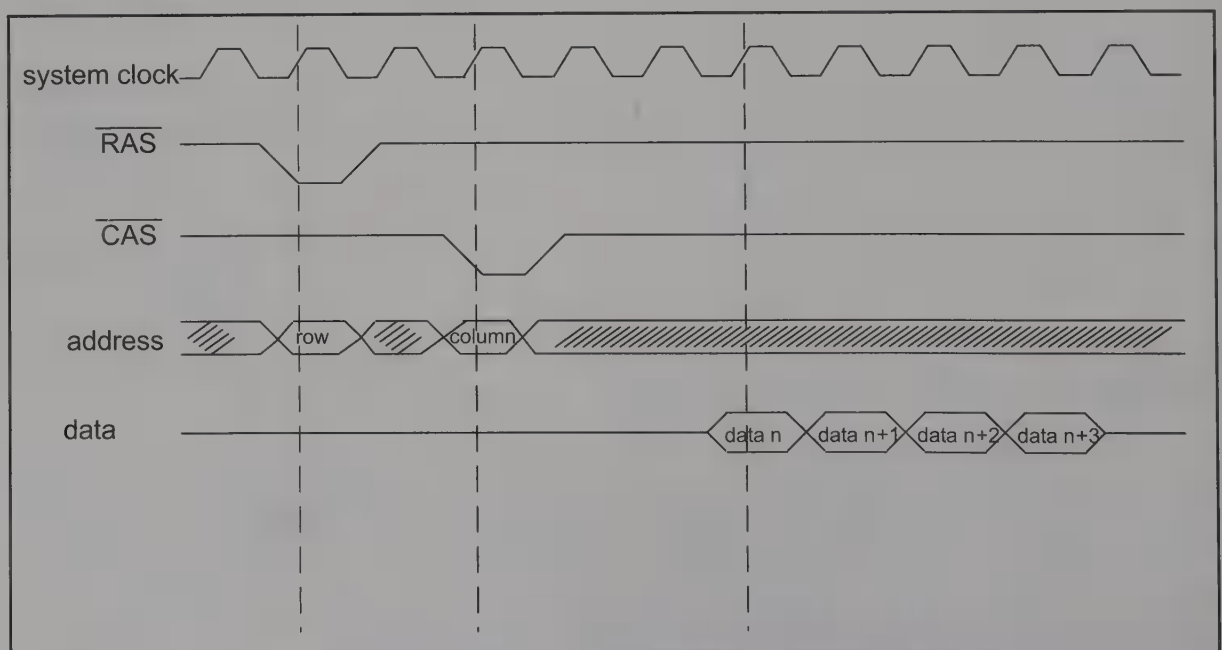 system clock
RAS
CAS
address row column
data data n data n+1 data n+2 data n+3